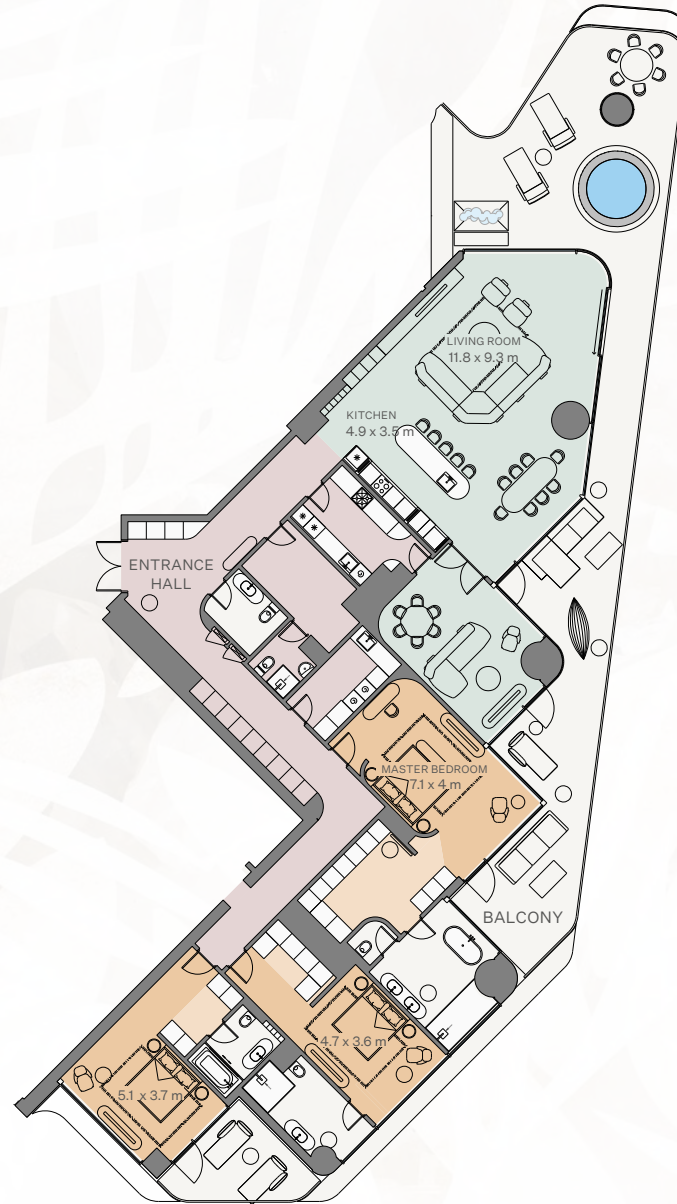 LIVING ROOM
11.8 x 9.3 m
KITCHEN
4.9 x 3.5 m
ENTRANCE
HALL
MASTER BEDROOM
7.1 x 4 m
BALCONY
4.7 x 3.6 m
5.1 x 3.7 m